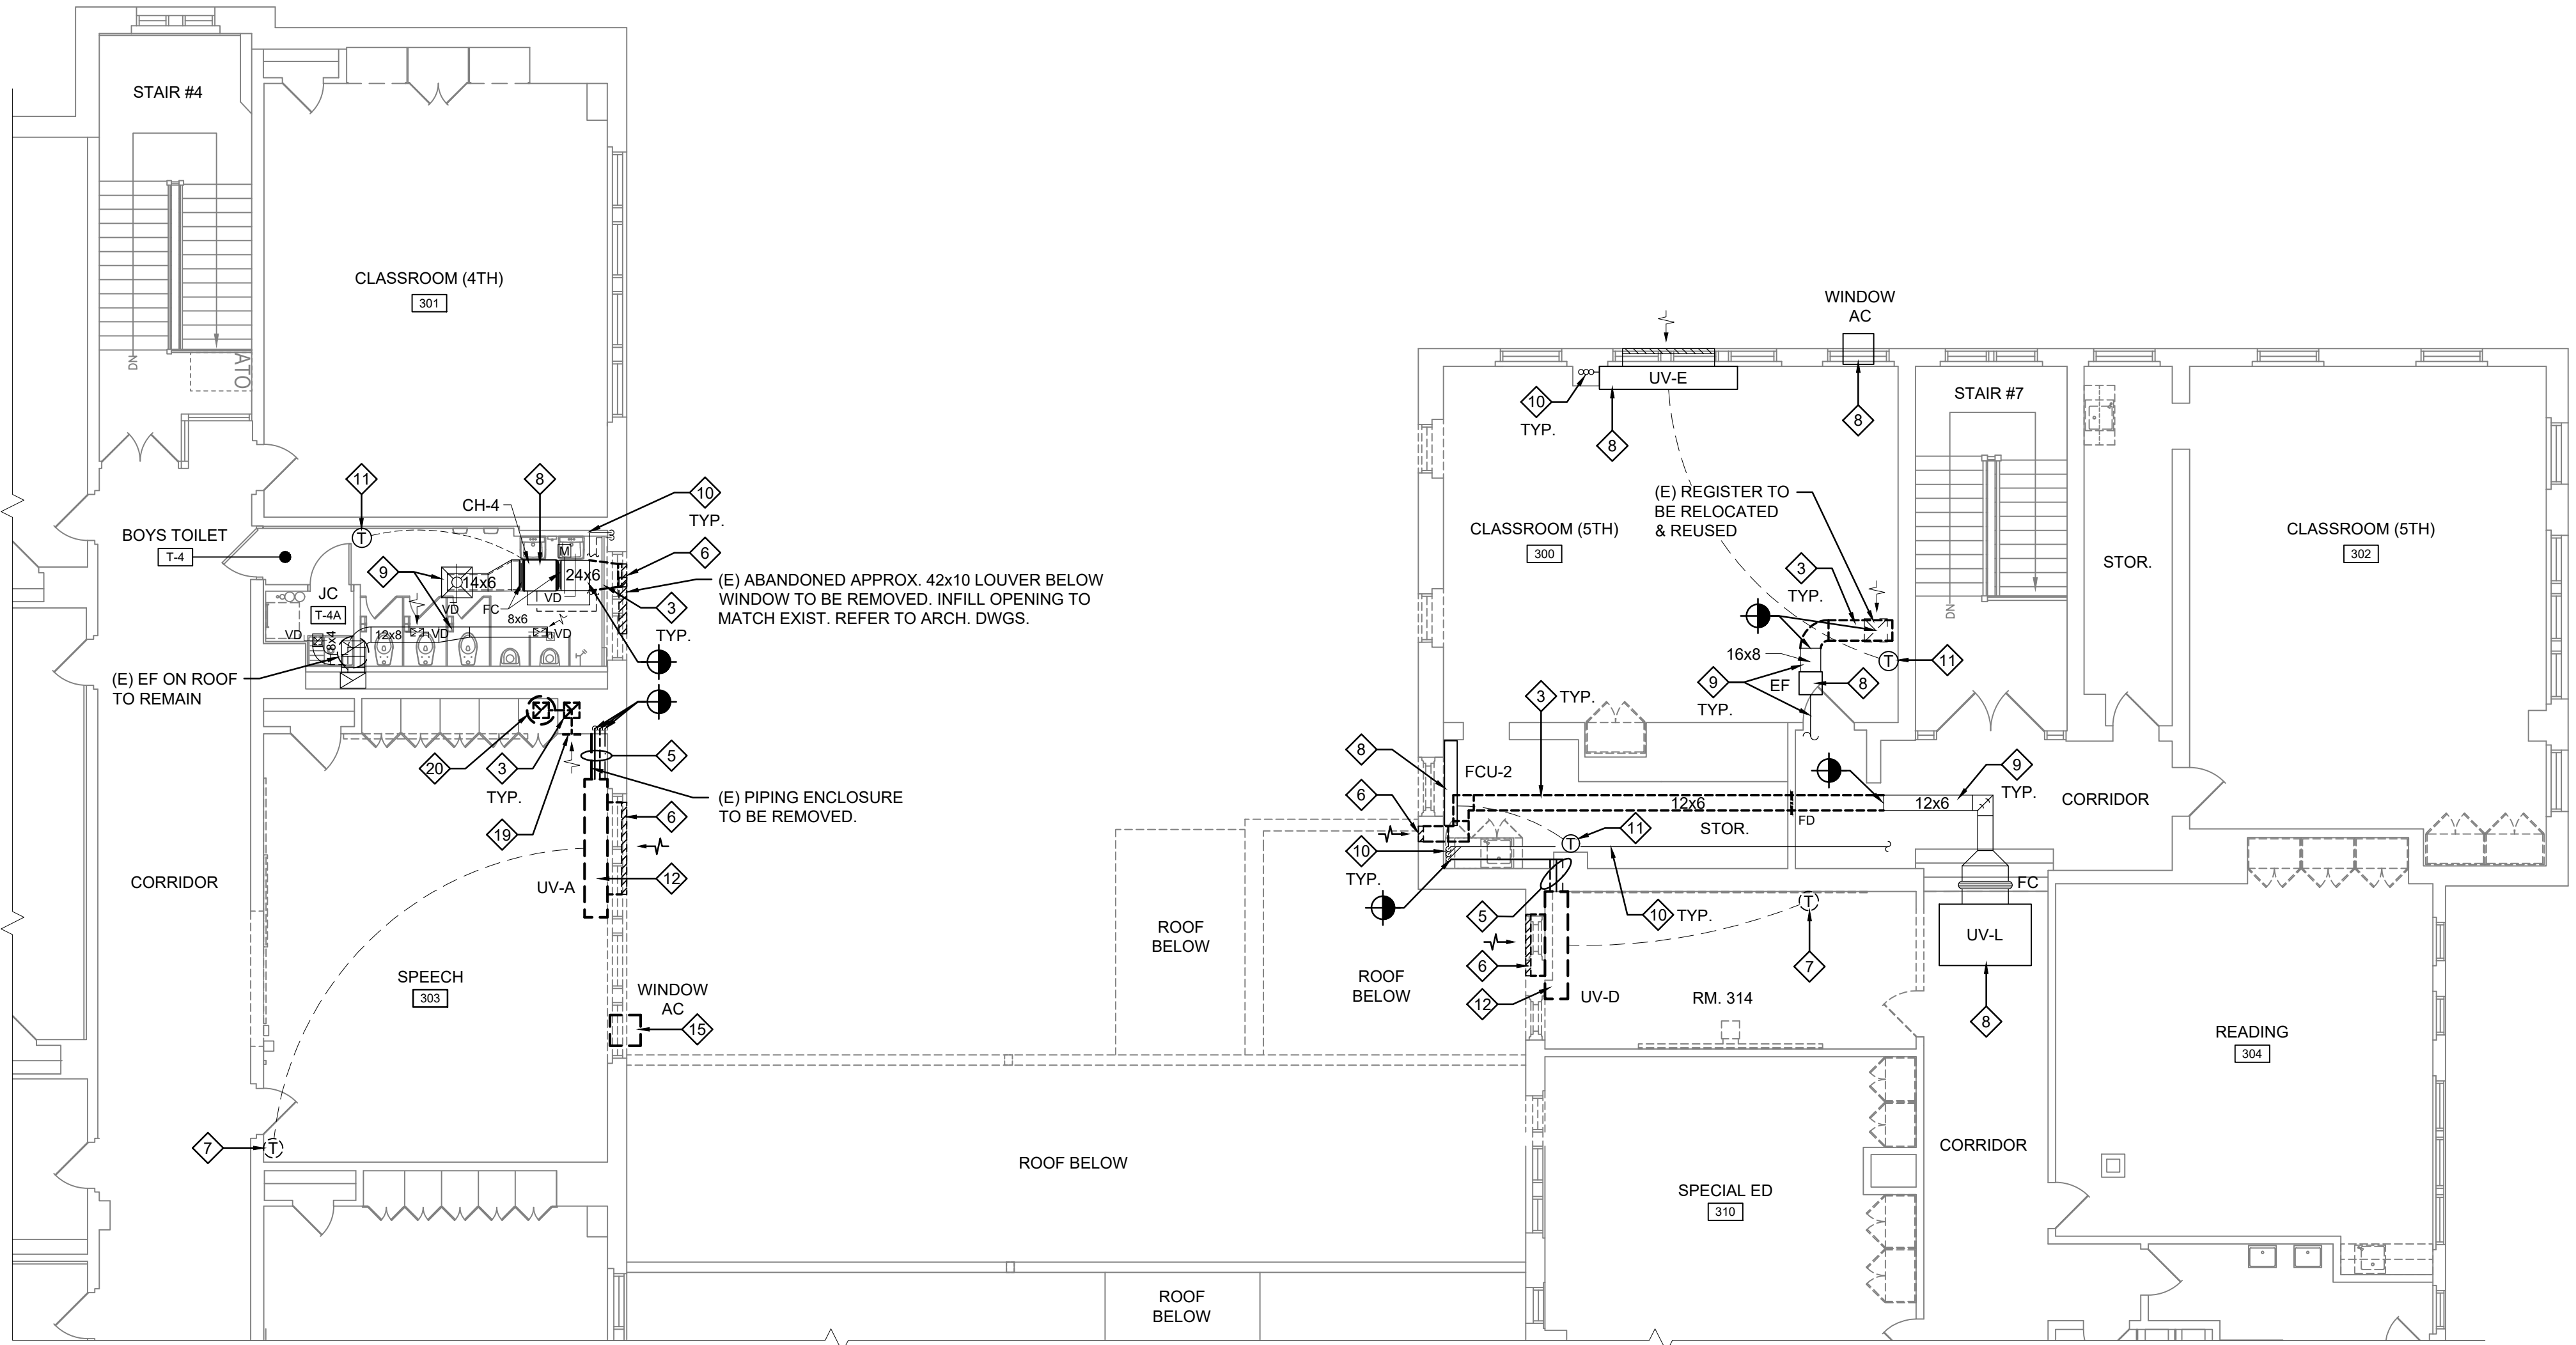 STAIR #4
DN
ATO
CLASSROOM (4TH)
301
11
8
10
TYP.
CH-4
BOYS TOILET
T-4
T
M
6
9
14x6
24x6
VD
FC
VD
JC
T-4A
VD
8x4
12x8
VD
8x6
VD
3
TYP.
(E) ABANDONED APPROX. 42x10 LOUVER BELOW
WINDOW TO BE REMOVED. INFILL OPENING TO
MATCH EXIST. REFER TO ARCH. DWGS.
(E) EF ON ROOF
TO REMAIN
20
3
TYP.
19
5
(E) PIPING ENCLOSURE
TO BE REMOVED.
6
12
UV-A
CORRIDOR
SPEECH
303
WINDOW
AC
15
7
T
ROOF BELOW
ROOF
BELOW
ROOF
BELOW
ROOF
BELOW
WINDOW
AC
8
UV-E
10
TYP.
8
STAIR #7
DN
(E) REGISTER TO
BE RELOCATED
& REUSED
CLASSROOM (5TH)
300
CLASSROOM (5TH)
302
STOR.
3
TYP.
16x8
T
11
9
TYP.
EF
8
3
TYP.
8
FCU-2
6
12x6
FD
12x6
9
TYP.
CORRIDOR
STOR.
T
11
10
TYP.
5
10
TYP.
T
7
6
12
UV-D
RM. 314
FC
UV-L
8
READING
304
CORRIDOR
SPECIAL ED
310